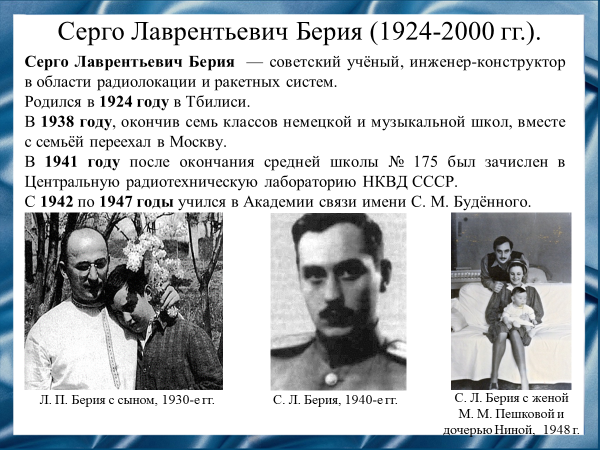 Серго Лаврентьевич Берия (1924-2000 гг.).
Серго Лаврентьевич Берия — советский учёный, инженер-конструктор
в области радиолокации и ракетных систем.
Родился в 1924 году в Тбилиси.
В 1938 году, окончив семь классов немецкой и музыкальной школ, вместе
с семьёй переехал в Москву.
В 1941 году после окончания средней школы № 175 был зачислен в
Центральную радиотехническую лабораторию НКВД СССР.
С 1942 по 1947 годы учился в Академии связи имени С. М. Будённого.
Л. П. Берия с сыном, 1930-е гг.
С. Л. Берия, 1940-е гг.
С. Л. Берия с женой
М. М. Пешковой и
дочерью Ниной, 1948 г.